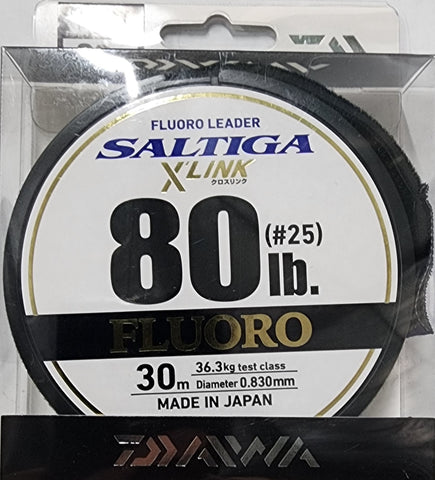 DAIWA
FLUORO LEADER
SALTIGA
X'LINK
クロスリンク
80 lb.
(#25)
FLUORO
30m
36.3kg test class
Diameter 0.830mm
MADE IN JAPAN
DAIWA